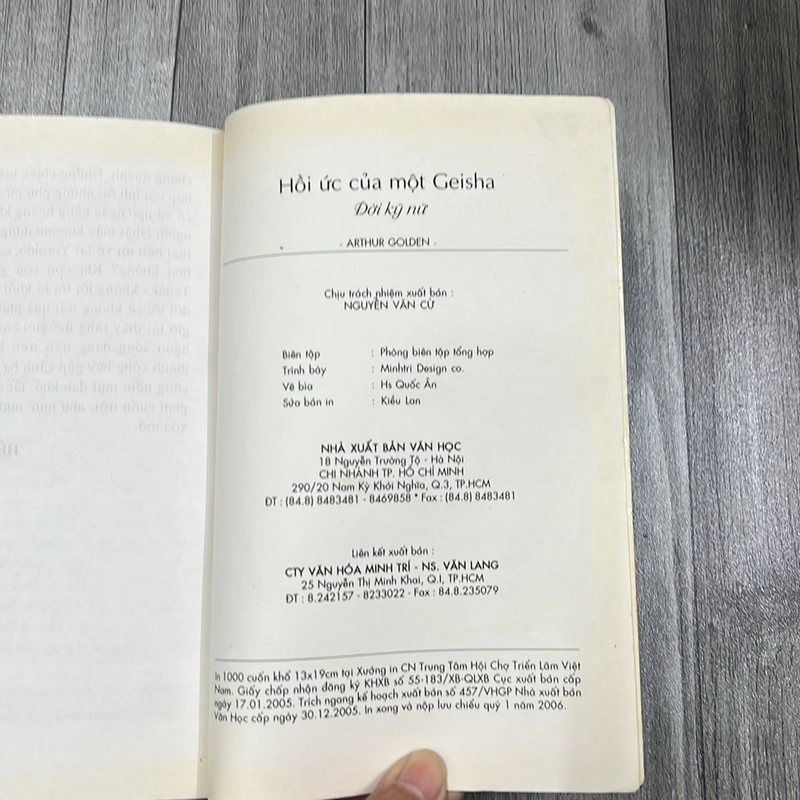 Hồi ức của một Geisha
Đời kỹ nữ
. ARTHUR GOLDEN .
Chịu trách nhiệm xuất bản :
NGUYỄN VĂN CỪ
Biên tập : Phòng biên tập tổng hợp
Trình bày : Minhtri Design co.
Vẽ bìa : Hs Quốc Ân
Sửa bản in : Kiều Lan
NHÀ XUẤT BẢN VĂN HỌC
18 Nguyễn Trường Tộ - Hà Nội
CHI NHÁNH TP. HỒ CHÍ MINH
290/20 Nam Kỳ Khởi Nghĩa, Q.3, TP.HCM
ĐT : (84.8) 8483481 - 8469858 * Fax : (84.8) 8483481
Liên kết xuất bản :
CTY VĂN HÓA MINH TRÍ - NS. VĂN LANG
25 Nguyễn Thị Minh Khai, Q.I, TP.HCM
ĐT : 8.242157 - 8233022 - Fax : 84.8.235079
In 1000 cuốn khổ 13x19cm tại Xưởng in CN Trung Tâm Hội Chợ Triển Lãm Việt
Nam. Giấy chấp nhận đăng ký KHXB số 55-183/XB-QLXB Cục xuất bản cấp
ngày 17.01.2005. Trích ngang kế hoạch xuất bản số 457/VHGP Nhà xuất bản
Văn Học cấp ngày 30.12.2005. In xong và nộp lưu chiểu quý 1 năm 2006.